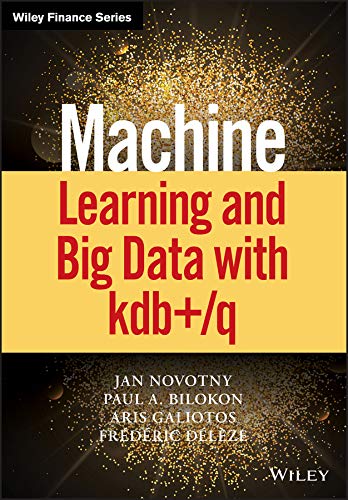 Wiley Finance Series
Machine
Learning and
Big Data with
kdb+/q
JAN NOVOTNY
PAUL A. BILOKON
ARIS GALIOTOS
FRÉDÉRIC DÉLÈZE
WILEY